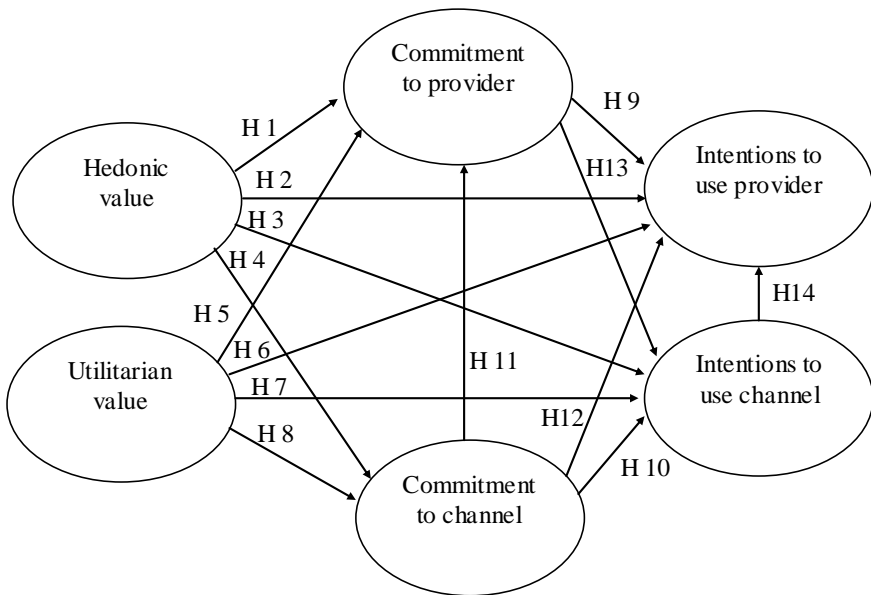 Commitment
to provider
H 9
H 1
Hedonic
value
H 2
H13
Intentions to
use provider
H 3
H 4
H14
H 5
H 6
Utilitarian
value
H 7
H 11
Intentions to
use channel
H12
H 8
H 10
Commitment
to channel